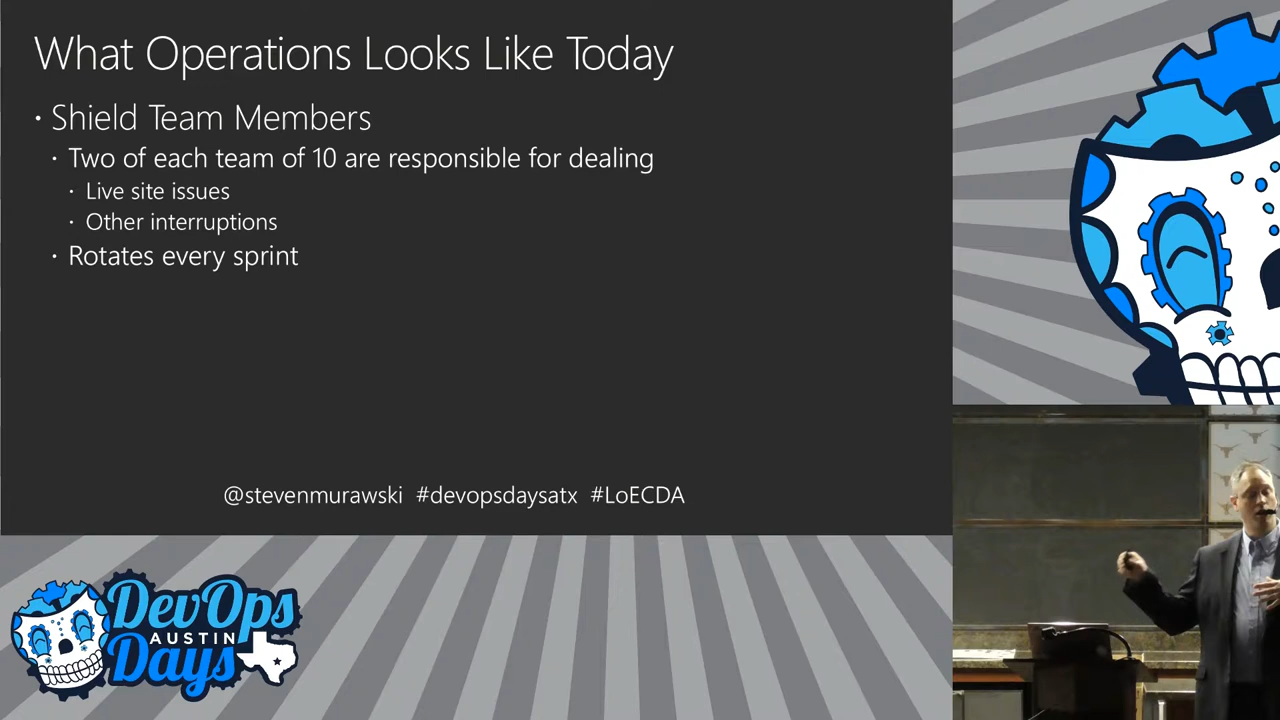 What Operations Looks Like Today
• Shield Team Members
• Two of each team of 10 are responsible for dealing
• Live site issues
• Other interruptions
• Rotates every sprint
@stevenmurawski #devopsdaysatx #LoECDA
DevOps
AUSTIN
Days